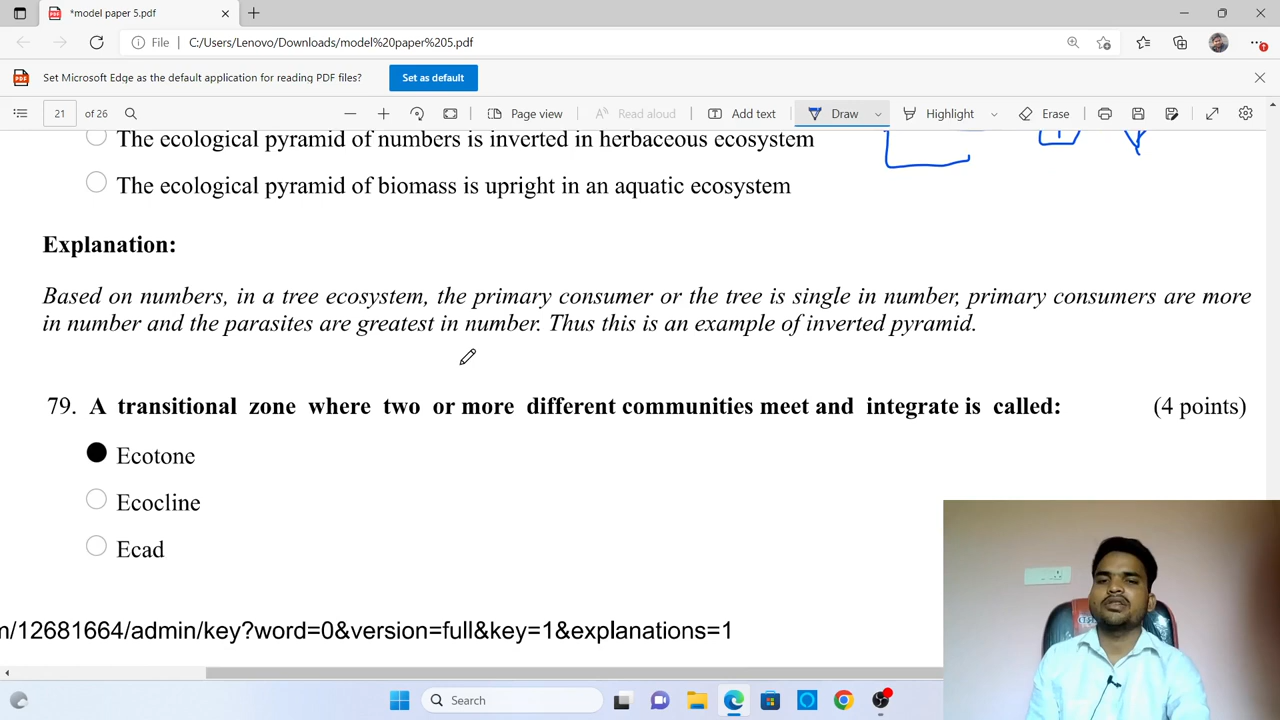 *model paper 5.pdf
File C:/Users/Lenovo/Downloads/model%20paper%205.pdf
Set Microsoft Edge as the default application for reading PDF files? Set as default
21 of 26 Page view Read aloud Add text Draw Highlight Erase
The ecological pyramid of numbers is inverted in herbaceous ecosystem
The ecological pyramid of biomass is upright in an aquatic ecosystem
Explanation:
Based on numbers, in a tree ecosystem, the primary consumer or the tree is single in number, primary consumers are more
in number and the parasites are greatest in number. Thus this is an example of inverted pyramid.
79. A transitional zone where two or more different communities meet and integrate is called: (4 points)
Ecotone
Ecocline
Ecad
m/12681664/admin/key?word=0&version=full&key=1&explanations=1
Search